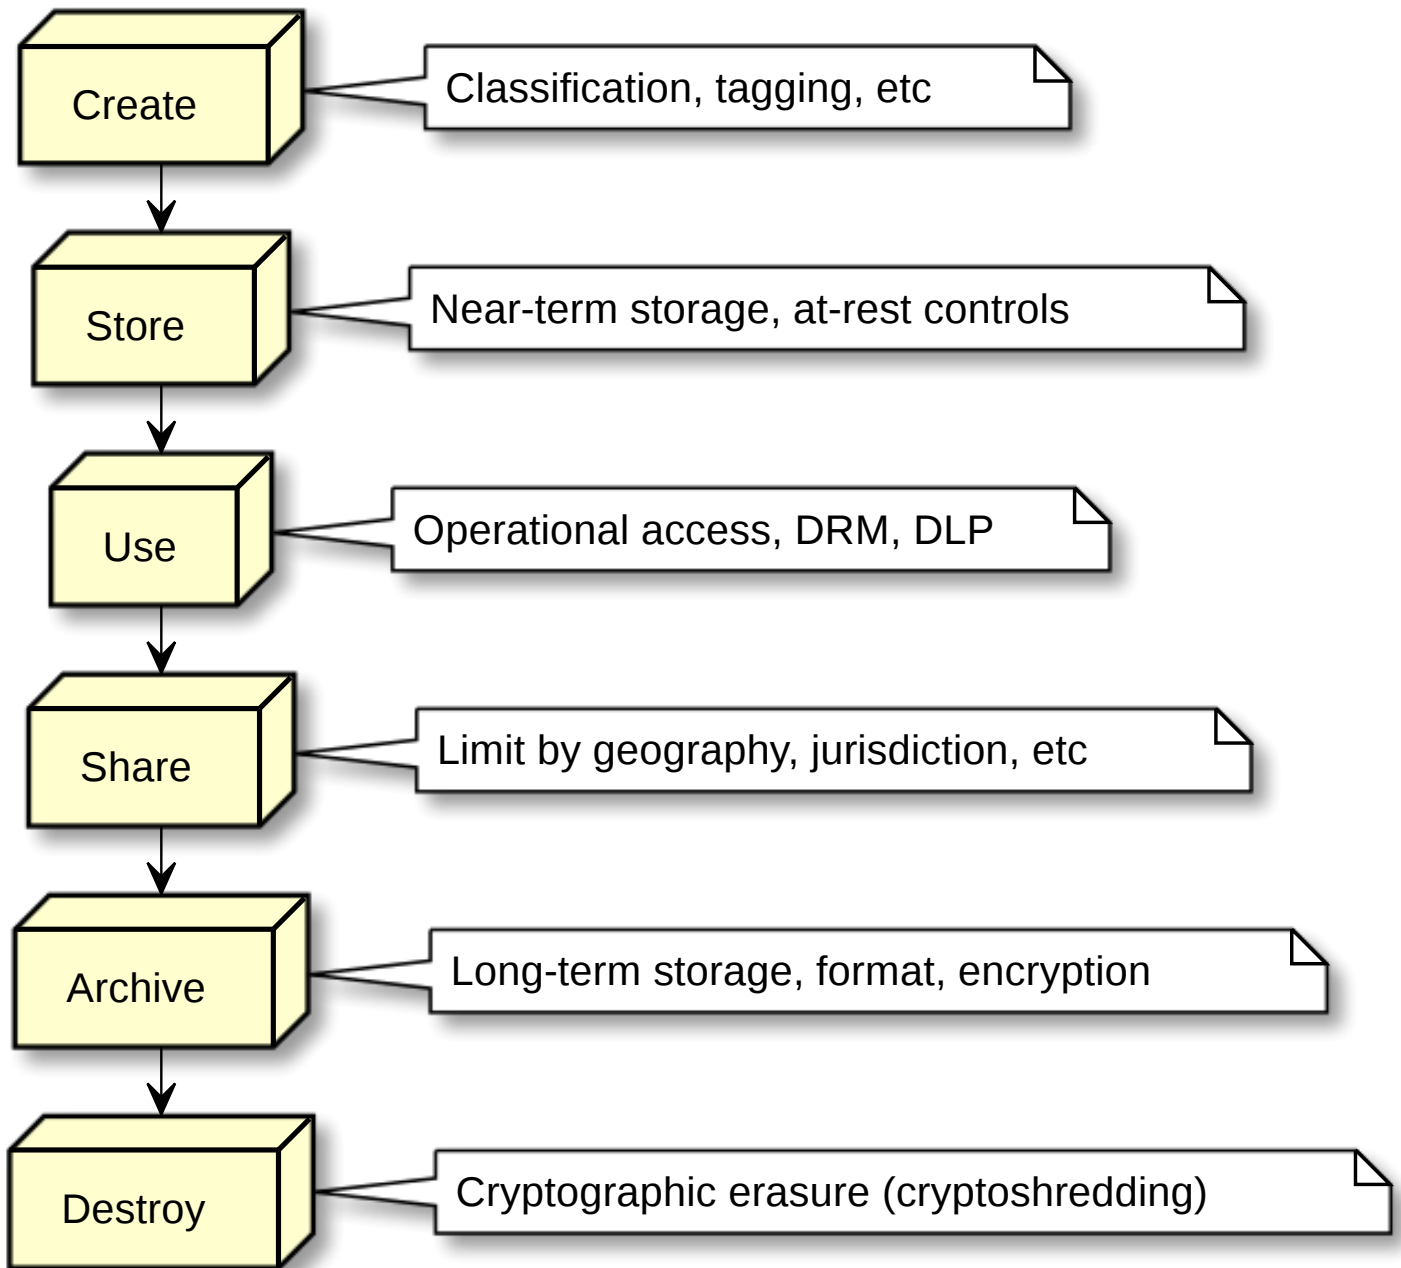 Create
Classification, tagging, etc
Store
Near-term storage, at-rest controls
Use
Operational access, DRM, DLP
Share
Limit by geography, jurisdiction, etc
Archive
Long-term storage, format, encryption
Destroy
Cryptographic erasure (cryptoshredding)